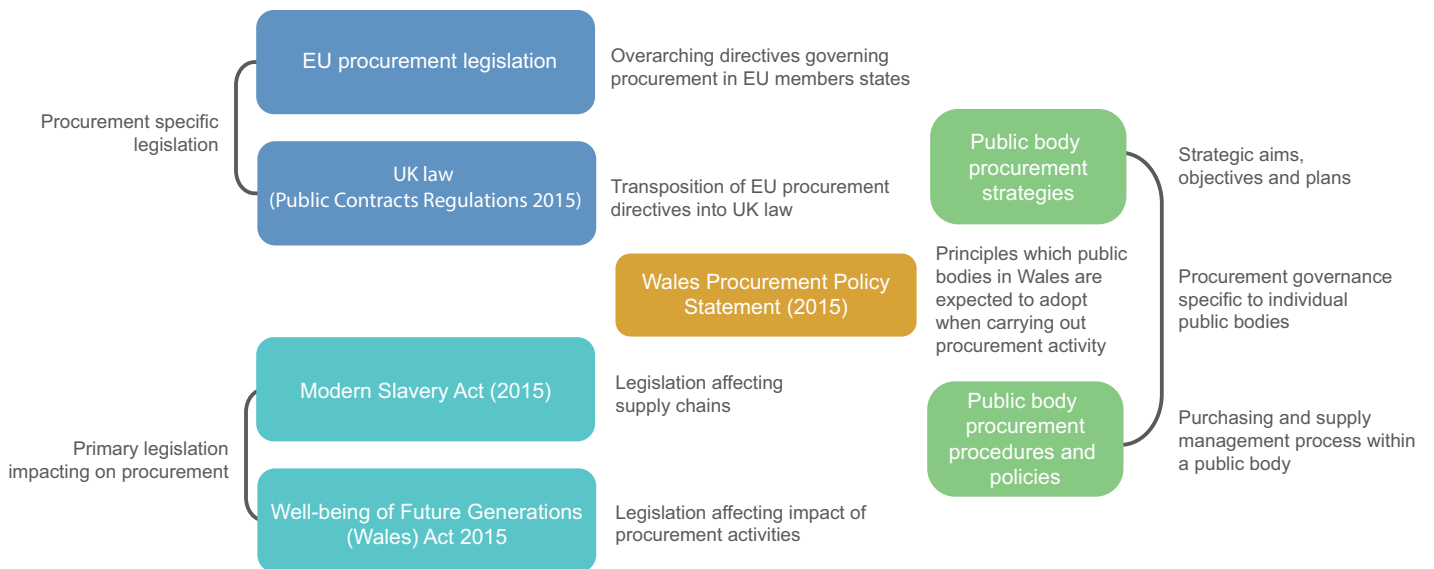 EU procurement legislation
Overarching directives governing
procurement in EU members states
Procurement specific
legislation
UK law
(Public Contracts Regulations 2015)
Transposition of EU procurement
directives into UK law
Public body
procurement
strategies
Strategic aims,
objectives and plans
Wales Procurement Policy
Statement (2015)
Principles which public
bodies in Wales are
expected to adopt
when carrying out
procurement activity
Procurement governance
specific to individual
public bodies
Modern Slavery Act (2015)
Legislation affecting
supply chains
Primary legislation
impacting on procurement
Public body
procurement
procedures and
policies
Purchasing and supply
management process within
a public body
Well-being of Future Generations
(Wales) Act 2015
Legislation affecting impact of
procurement activities